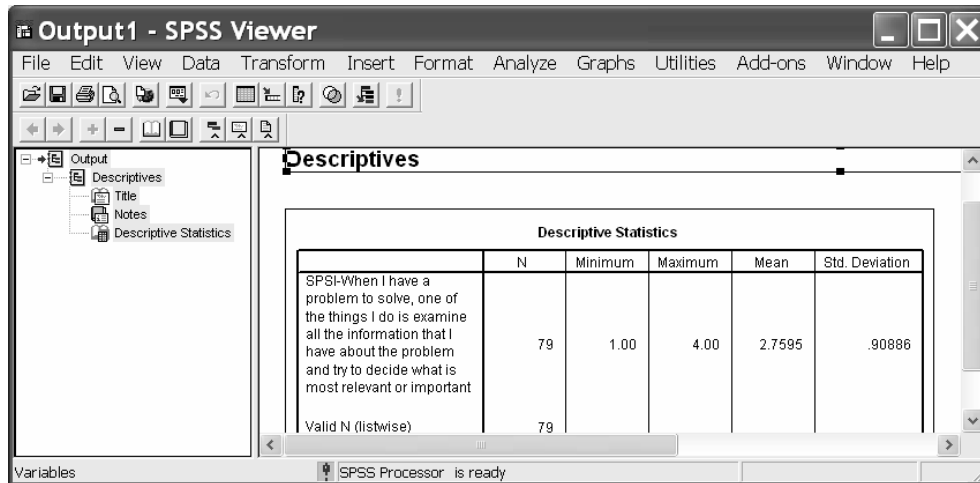 Output1 - SPSS Viewer
File Edit View Data Transform Insert Format Analyze Graphs Utilities Add-ons Window Help
Output
Descriptives
Title
Notes
Descriptive Statistics
Descriptives
Descriptive Statistics
N Minimum Maximum Mean Std. Deviation
SPSI-When I have a
problem to solve, one of
the things I do is examine
all the information that I
have about the problem
and try to decide what is
most relevant or important
79 1.00 4.00 2.7595 .90886
Valid N (listwise) 79
Variables
SPSS Processor is ready